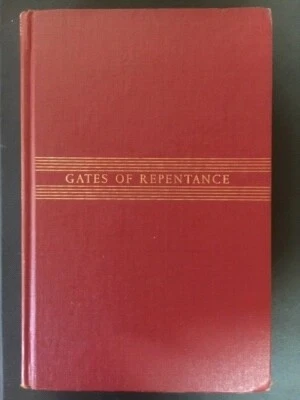 GATES OF REPENTANCE